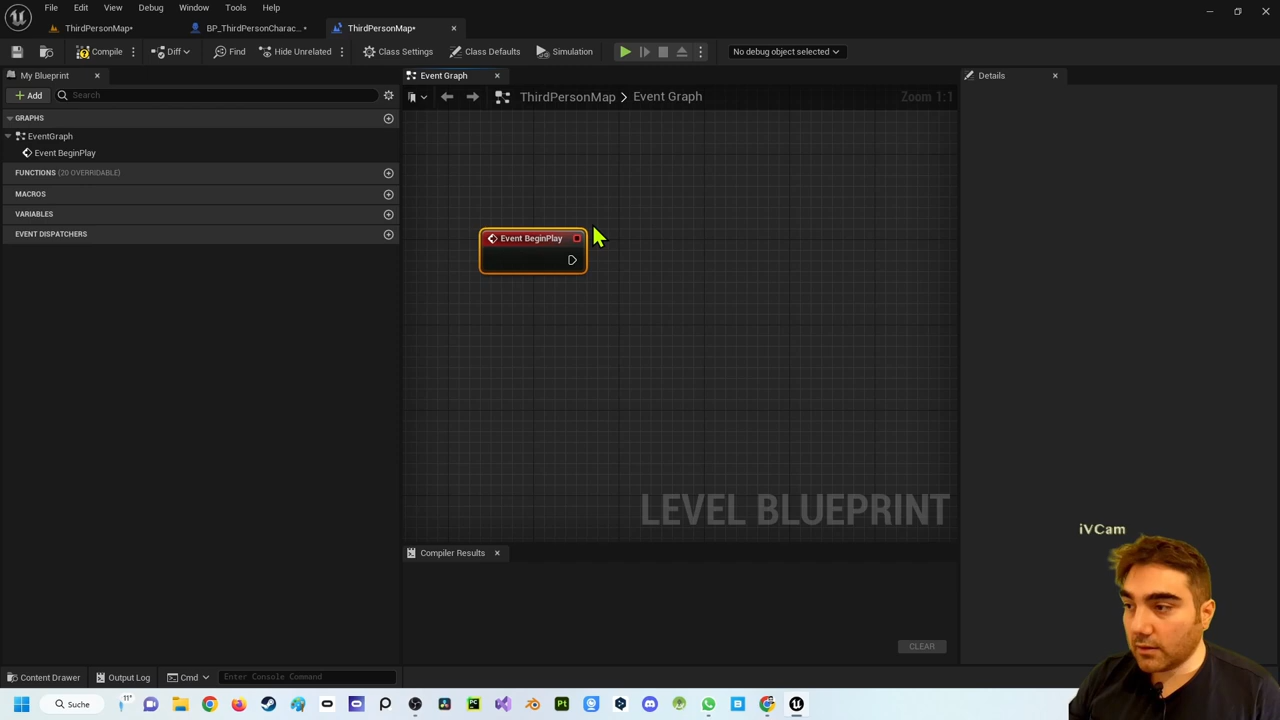 File Edit View Debug Window Tools Help
ThirdPersonMap* BP_ThirdPersonCharac...* ThirdPersonMap*
Compile Diff Find Hide Unrelated Class Settings Class Defaults Simulation No debug object selected
My Blueprint Event Graph Details
Add Search ThirdPersonMap > Event Graph Zoom 1:1
GRAPHS
EventGraph
Event BeginPlay
FUNCTIONS (20 OVERRIDABLE)
MACROS
VARIABLES
EVENT DISPATCHERS
Event BeginPlay
LEVEL BLUEPRINT
iVCam
Compiler Results
CLEAR
Content Drawer Output Log Cmd Enter Console Command
11° Suche